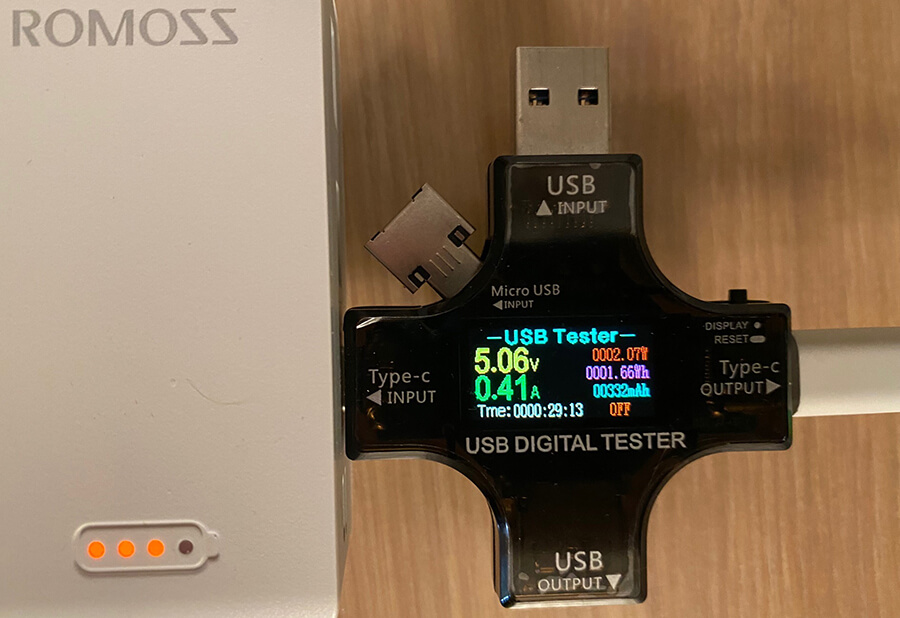 ROMOSS
USB
▲ INPUT
Micro USB
◀INPUT
DISPLAY ●
RESET
Type-c
◀ INPUT
—USB Tester—
5.06V
0002.07W
0001.66Wh
0.41A
00332mAh
Tme:0000:29:13
OFF
Type-c
OUTPUT▶
USB DIGITAL TESTER
USB
OUTPUT▼